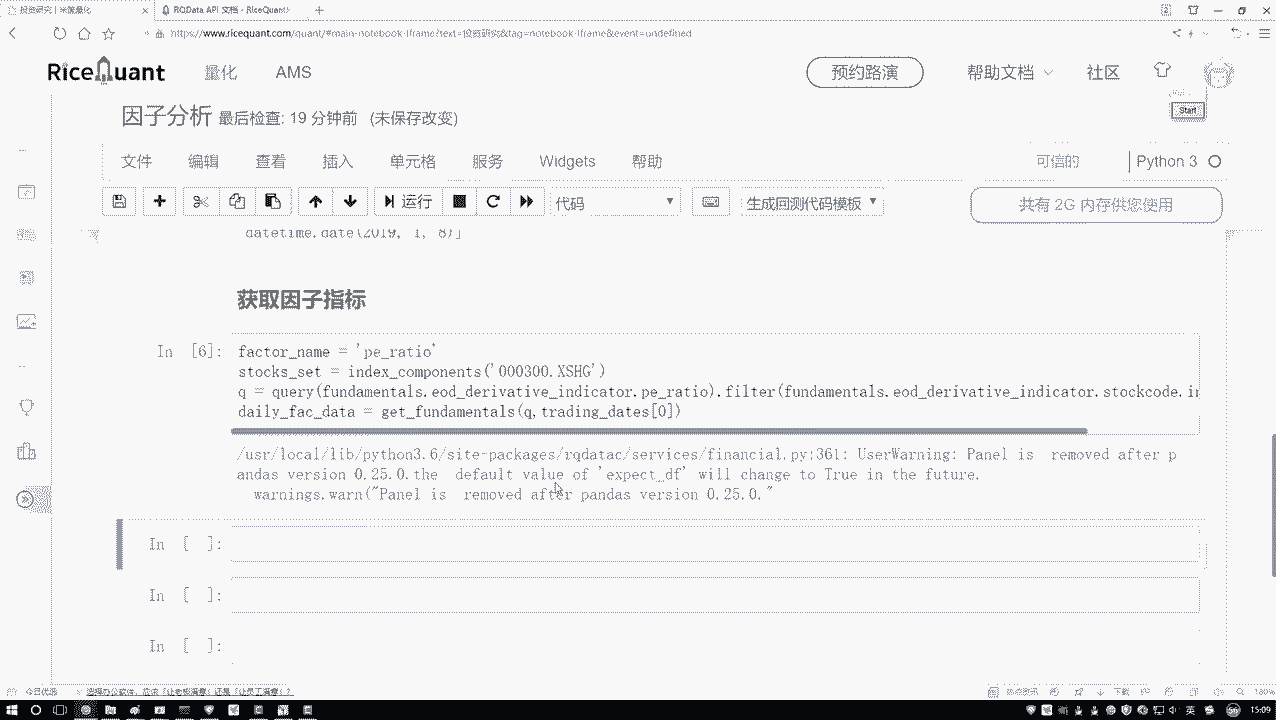 投资研究 | 米筐量化
RQData API 文档 - RiceQuant
https://www.ricequant.com/quant/#main-notebook-iframe?text=投资研究&tag=notebook-iframe&event=undefined
RiceQuant 量化 AMS 预约路演 帮助文档 社区
Start
因子分析 最后检查: 19 分钟前 (未保存改变)
文件 编辑 查看 插入 单元格 服务 Widgets 帮助 可信的 Python 3
运行 代码 生成回测代码模板 共有 2G 内存供您使用
datetime.date(2019, 1, 8)]
获取因子指标
In [6]:
factor_name = 'pe_ratio'
stocks_set = index_components('000300.XSHG')
q = query(fundamentals.eod_derivative_indicator.pe_ratio).filter(fundamentals.eod_derivative_indicator.stockcode.in
daily_fac_data = get_fundamentals(q,trading_dates[0])
/usr/local/lib/python3.6/site-packages/rqdatac/services/financial.py:361: UserWarning: Panel is removed after p
andas version 0.25.0.the default value of 'expect_df' will change to True in the future.
warnings.warn("Panel is removed after pandas version 0.25.0."
In [ ]:
In [ ]:
In [ ]:
今日优选
下载 180%
英 15:09